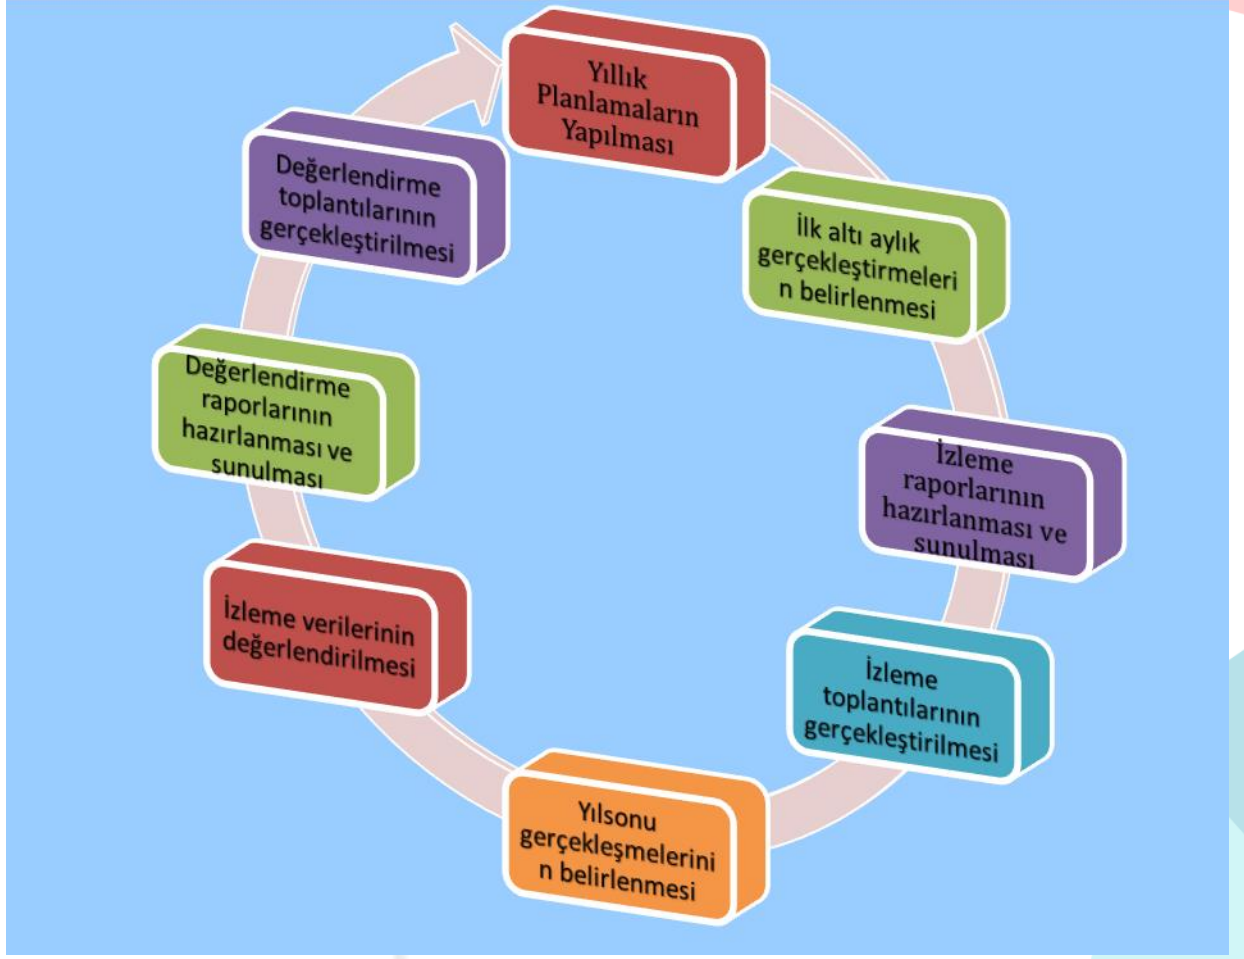 Yıllık
Planlamaların
Yapılması
İlk altı aylık
gerçekleştirmeleri
n belirlenmesi
İzleme
raporlarının
hazırlanması ve
sunulması
İzleme
toplantılarının
gerçekleştirilmesi
Yılsonu
gerçekleşmelerini
n belirlenmesi
İzleme verilerinin
değerlendirilmesi
Değerlendirme
raporlarının
hazırlanması ve
sunulması
Değerlendirme
toplantılarının
gerçekleştirilmesi